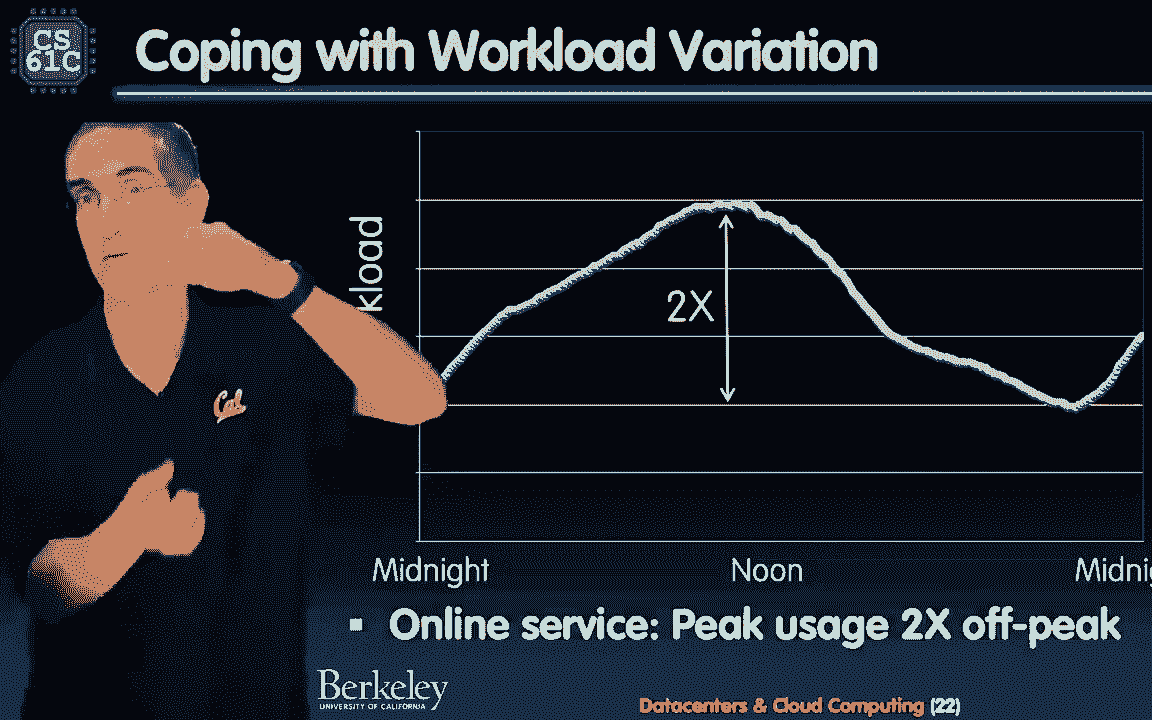 CS
61C
Coping with Workload Variation
kload
2X
Midnight Noon Midnig
Online service: Peak usage 2X off-peak
Cal
Berkeley
UNIVERSITY OF CALIFORNIA
Datacenters & Cloud Computing (22)